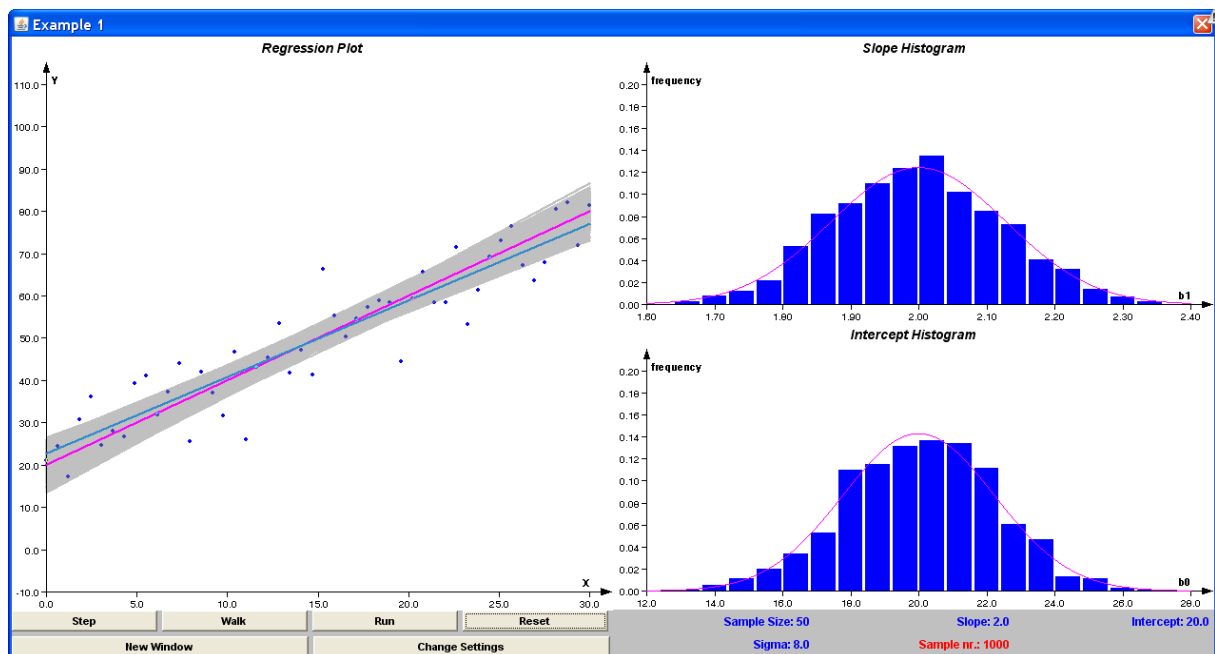 Example 1
Regression Plot
Y
110.0
100.0
90.0
80.0
70.0
60.0
50.0
40.0
30.0
20.0
10.0
0.0
-10.0
X
0.0 5.0 10.0 15.0 20.0 25.0 30.0
Slope Histogram
frequency
0.20
0.18
0.16
0.14
0.12
0.10
0.08
0.06
0.04
0.02
0.00
b1
1.60 1.70 1.80 1.90 2.00 2.10 2.20 2.30 2.40
Intercept Histogram
frequency
0.20
0.18
0.16
0.14
0.12
0.10
0.08
0.06
0.04
0.02
0.00
b0
12.0 14.0 16.0 18.0 20.0 22.0 24.0 26.0 28.0
Step Walk Run Reset
New Window Change Settings
Sample Size: 50 Slope: 2.0 Intercept: 20.0
Sigma: 8.0 Sample nr.: 1000